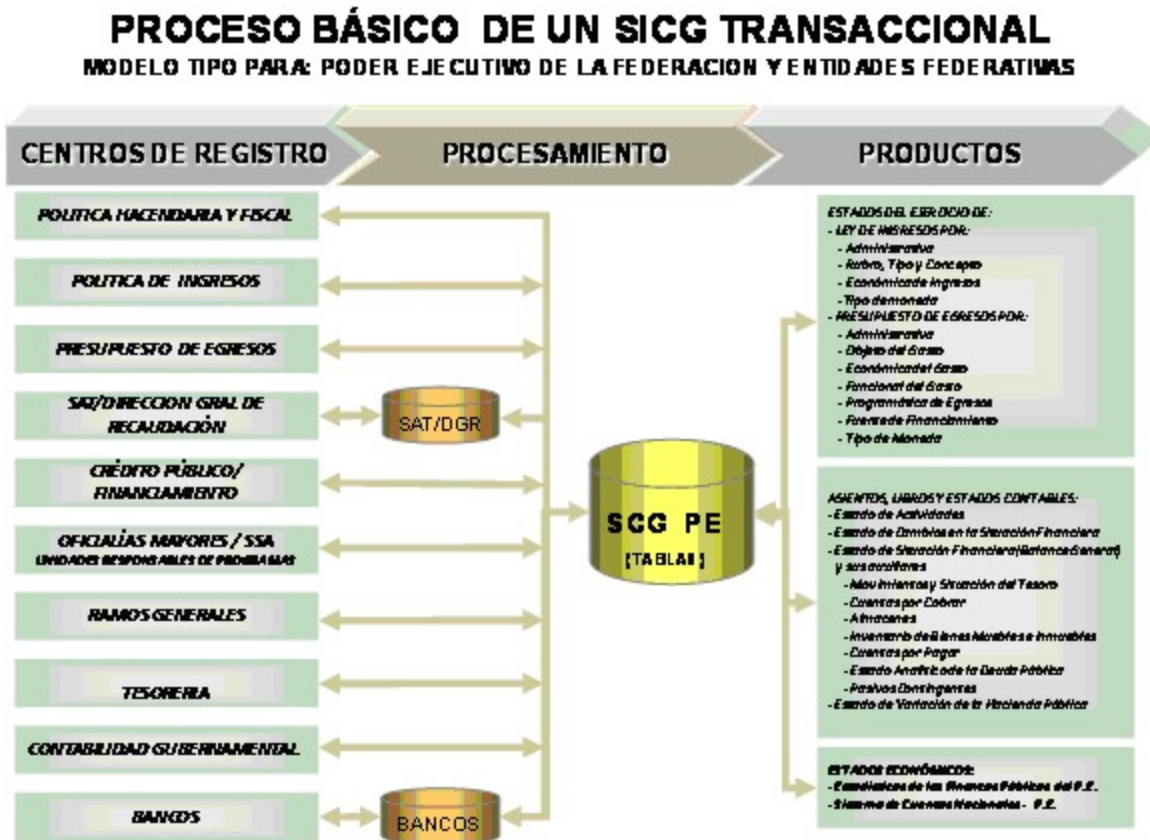 PROCESO BÁSICO DE UN SICG TRANSACCIONAL
MODELO TIPO PARA: PODER EJECUTIVO DE LA FEDERACION Y ENTIDADES FEDERATIVAS
CENTROS DE REGISTRO
PROCESAMIENTO
PRODUCTOS
POLITICA HACENDARIA Y FISCAL
POLITICA DE INGRESOS
PRESUPUESTO DE EGRESOS
SAT/DIRECCION GRAL DE
RECAUDACIÓN
CRÉDITO PÚBLICO/
FINANCIAMIENTO
OFICIALÍAS MAYORES / SSA
UNIDADES RESPONSABLES DE PROGRAMAS
RAMOS GENERALES
TESORERIA
CONTABILIDAD GUBERNAMENTAL
BANCOS
SAT/DGR
BANCOS
SCG PE
(TABLAS)
ESTADOS DEL EJERCICIO DE:
- LEY DE INGRESOS POR:
- Administrativa
- Rubro, Tipo y Concepto
- Económica de Ingresos
- Tipo de moneda
- PRESUPUESTO DE EGRESOS POR:
- Administrativa
- Objeto del Gasto
- Económica del Gasto
- Funcional del Gasto
- Programática de Egresos
- Fuente de Financiamiento
- Tipo de Moneda
ASIENTOS, LIBROS Y ESTADOS CONTABLES:
- Estado de Actividades
- Estado de Cambios en la Situación Financiera
- Estado de Situación Financiera (Balance General)
y sus auxiliares
- Movimientos y Situación del Tesoro
- Cuentas por Cobrar
- Almacenes
- Inventario de Bienes Muebles e Inmuebles
- Cuentas por Pagar
- Estado Analítico de la Deuda Pública
- Pasivos Contingentes
- Estado de Variación de la Hacienda Pública
ESTADOS ECONÓMICOS:
- Estadísticas de las Finanzas Públicas del P.E.
- Sistema de Cuentas Nacionales - P.E.